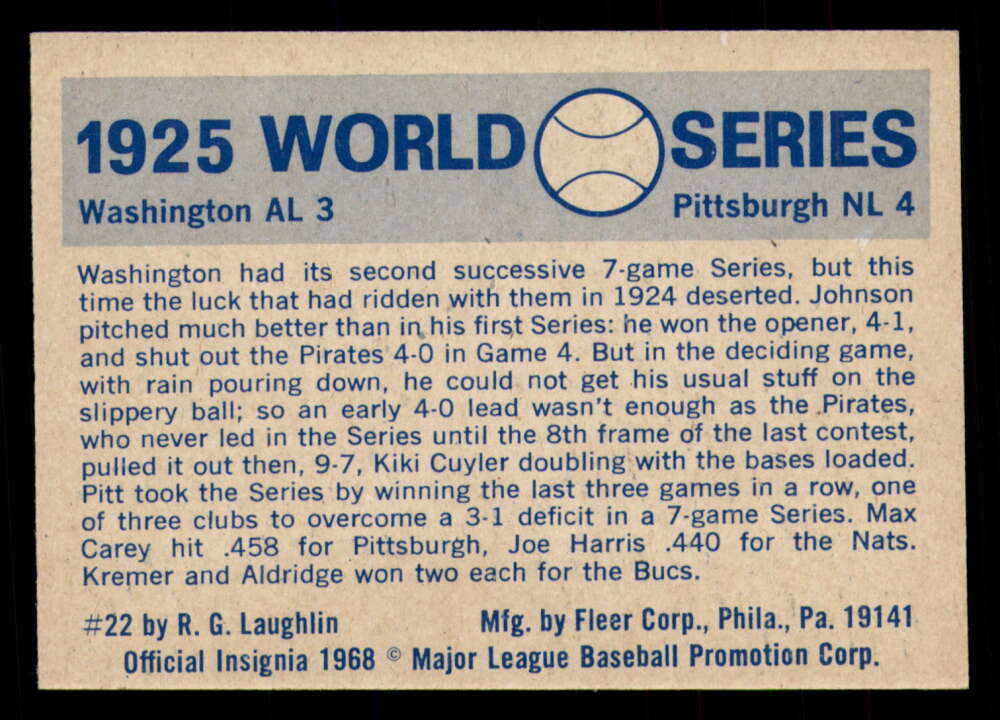 1925 WORLD SERIES
Washington AL 3 Pittsburgh NL 4
Washington had its second successive 7-game Series, but this
time the luck that had ridden with them in 1924 deserted. Johnson
pitched much better than in his first Series: he won the opener, 4-1,
and shut out the Pirates 4-0 in Game 4. But in the deciding game,
with rain pouring down, he could not get his usual stuff on the
slippery ball; so an early 4-0 lead wasn't enough as the Pirates,
who never led in the Series until the 8th frame of the last contest,
pulled it out then, 9-7, Kiki Cuyler doubling with the bases loaded.
Pitt took the Series by winning the last three games in a row, one
of three clubs to overcome a 3-1 deficit in a 7-game Series. Max
Carey hit .458 for Pittsburgh, Joe Harris .440 for the Nats.
Kremer and Aldridge won two each for the Bucs.
#22 by R. G. Laughlin Mfg. by Fleer Corp., Phila., Pa. 19141
Official Insignia 1968 © Major League Baseball Promotion Corp.